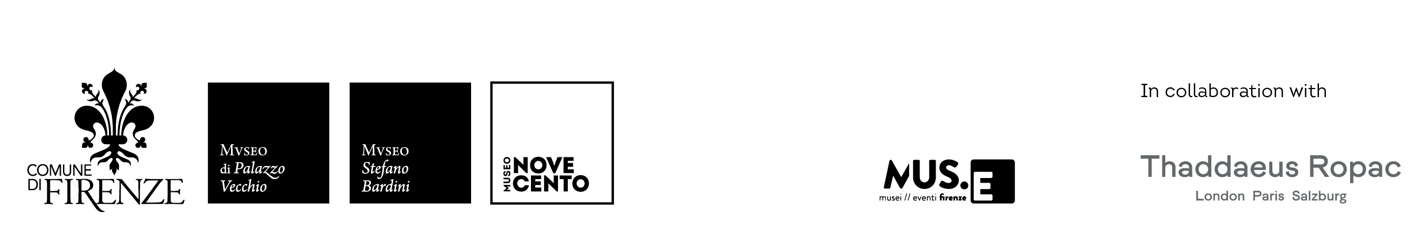 COMUNE
DI FIRENZE
MVSEO
di Palazzo
Vecchio
MVSEO
Stefano
Bardini
MUSEO
NOVE
CENTO
MUS.E
musei // eventi firenze
In collaboration with
Thaddaeus Ropac
London Paris Salzburg